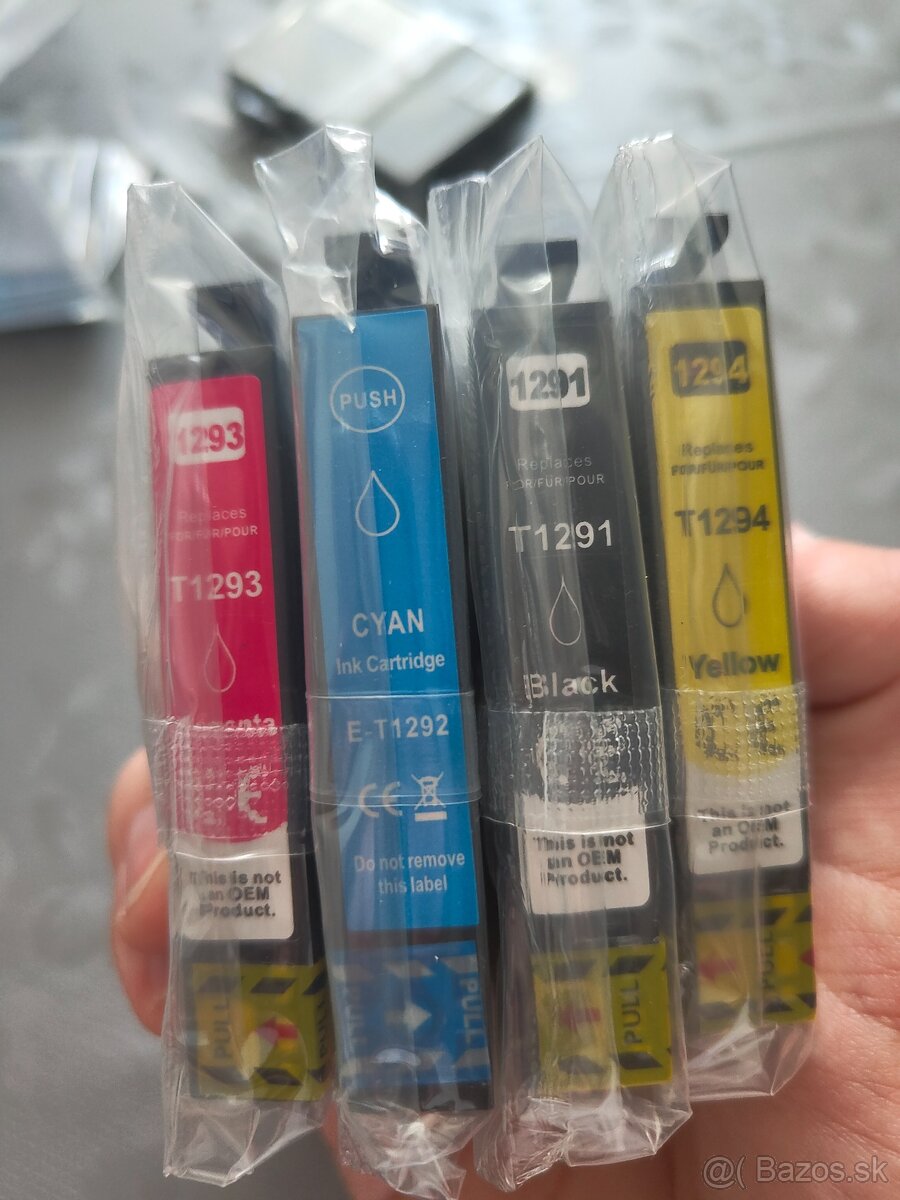 1293
Replaces
FOR/FÜR/POUR
T1293
This is not
an OEM
Product.
PULL
PUSH
CYAN
Ink Cartridge
E-T1292
CE
Do not remove
this label
PULL
1291
Replaces
FOR/FÜR/POUR
T1291
Black
This is not
an OEM
Product.
PULL
1294
Replaces
FOR/FÜR/POUR
T1294
Yellow
CE
This is not
an OEM
Product.
PULL
@( Bazos.sk